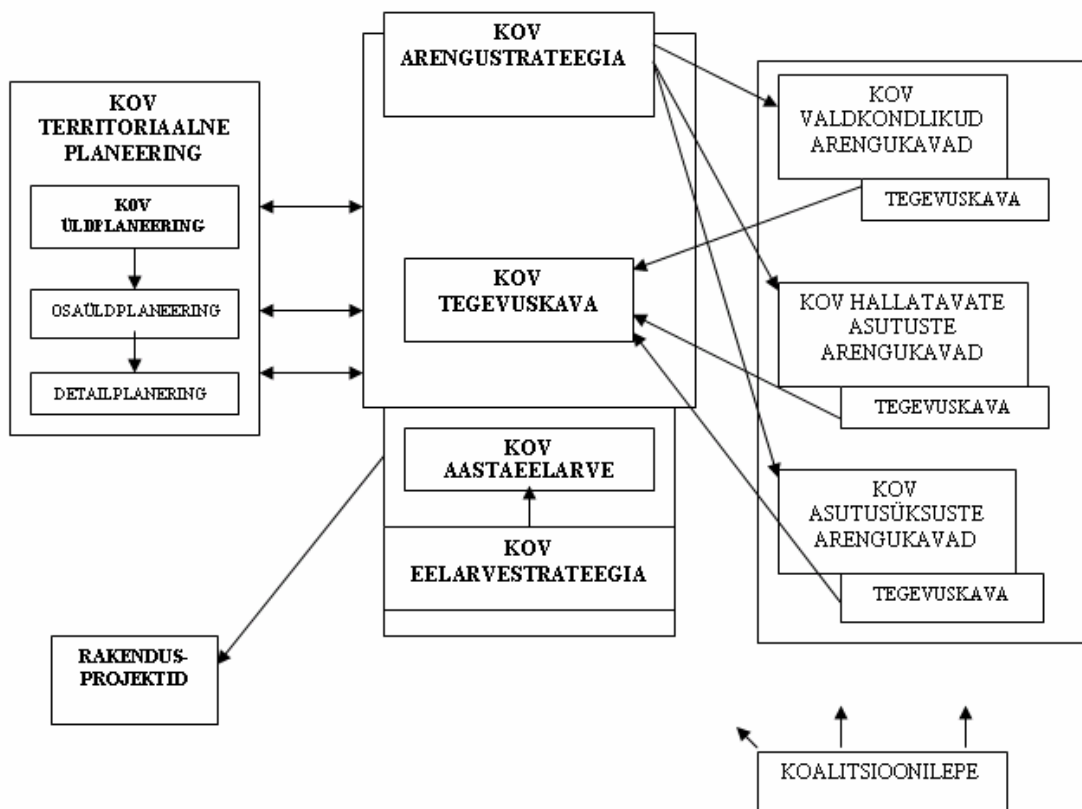 KOV
ARENGUSTRATEEGIA
KOV
TERRITORIAALNE
PLANEERING
KOV
ÜLDPLANEERING
OSAÜLDPLANEERING
DETAILPLANERING
KOV
TEGEVUSKAVA
KOV
AASTAEELARVE
KOV
EELARVESTRATEEGIA
RAKENDUS-
PROJEKTID
KOV
VALDKONDLIKUD
ARENGUKAVAD
TEGEVUSKAVA
KOV HALLATAVATE
ASUTUSTE
ARENGUKAVAD
TEGEVUSKAVA
KOV
ASUTUSÜKSUSTE
ARENGUKAVAD
TEGEVUSKAVA
KOALITSIOONILEPE